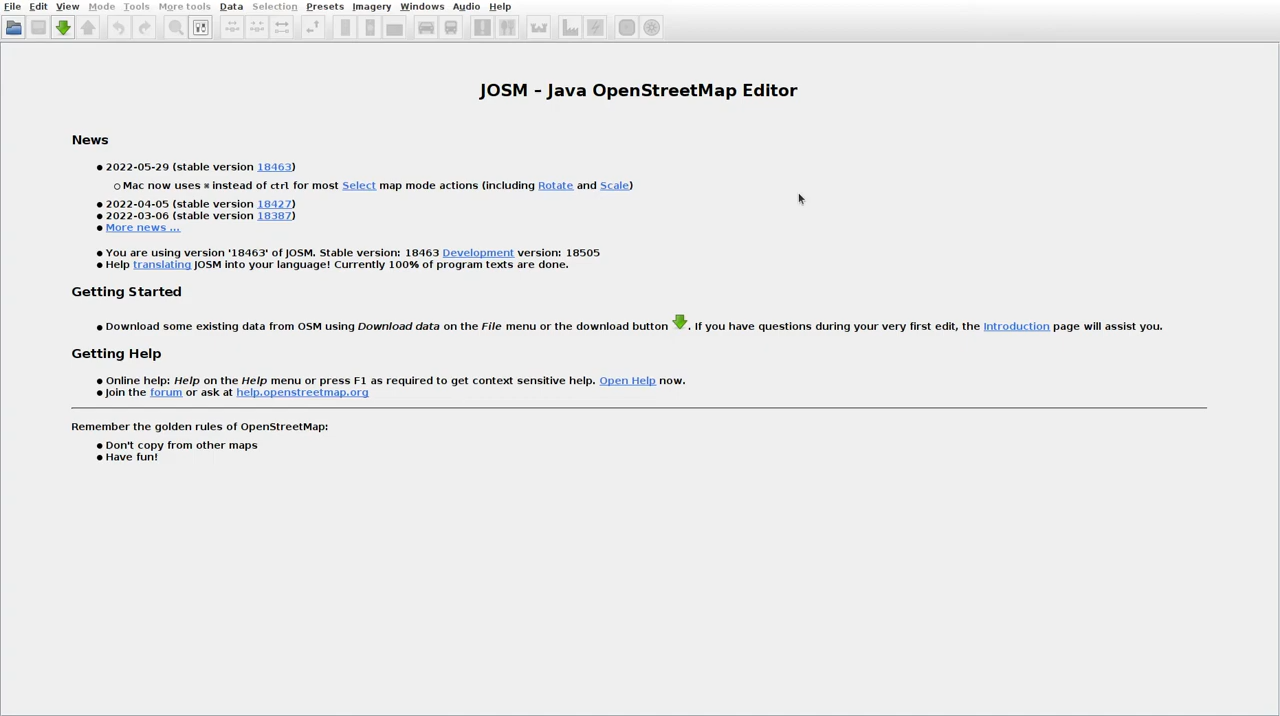 File Edit View Mode Tools More tools Data Selection Presets Imagery Windows Audio Help
JOSM – Java OpenStreetMap Editor
News
2022-05-29 (stable version 18463)
Mac now uses ⌘ instead of ctrl for most Select map mode actions (including Rotate and Scale)
2022-04-05 (stable version 18427)
2022-03-06 (stable version 18387)
More news ...
You are using version '18463' of JOSM. Stable version: 18463 Development version: 18505
Help translating JOSM into your language! Currently 100% of program texts are done.
Getting Started
Download some existing data from OSM using Download data on the File menu or the download button . If you have questions during your very first edit, the Introduction page will assist you.
Getting Help
Online help: Help on the Help menu or press F1 as required to get context sensitive help. Open Help now.
Join the forum or ask at help.openstreetmap.org
Remember the golden rules of OpenStreetMap:
Don't copy from other maps
Have fun!